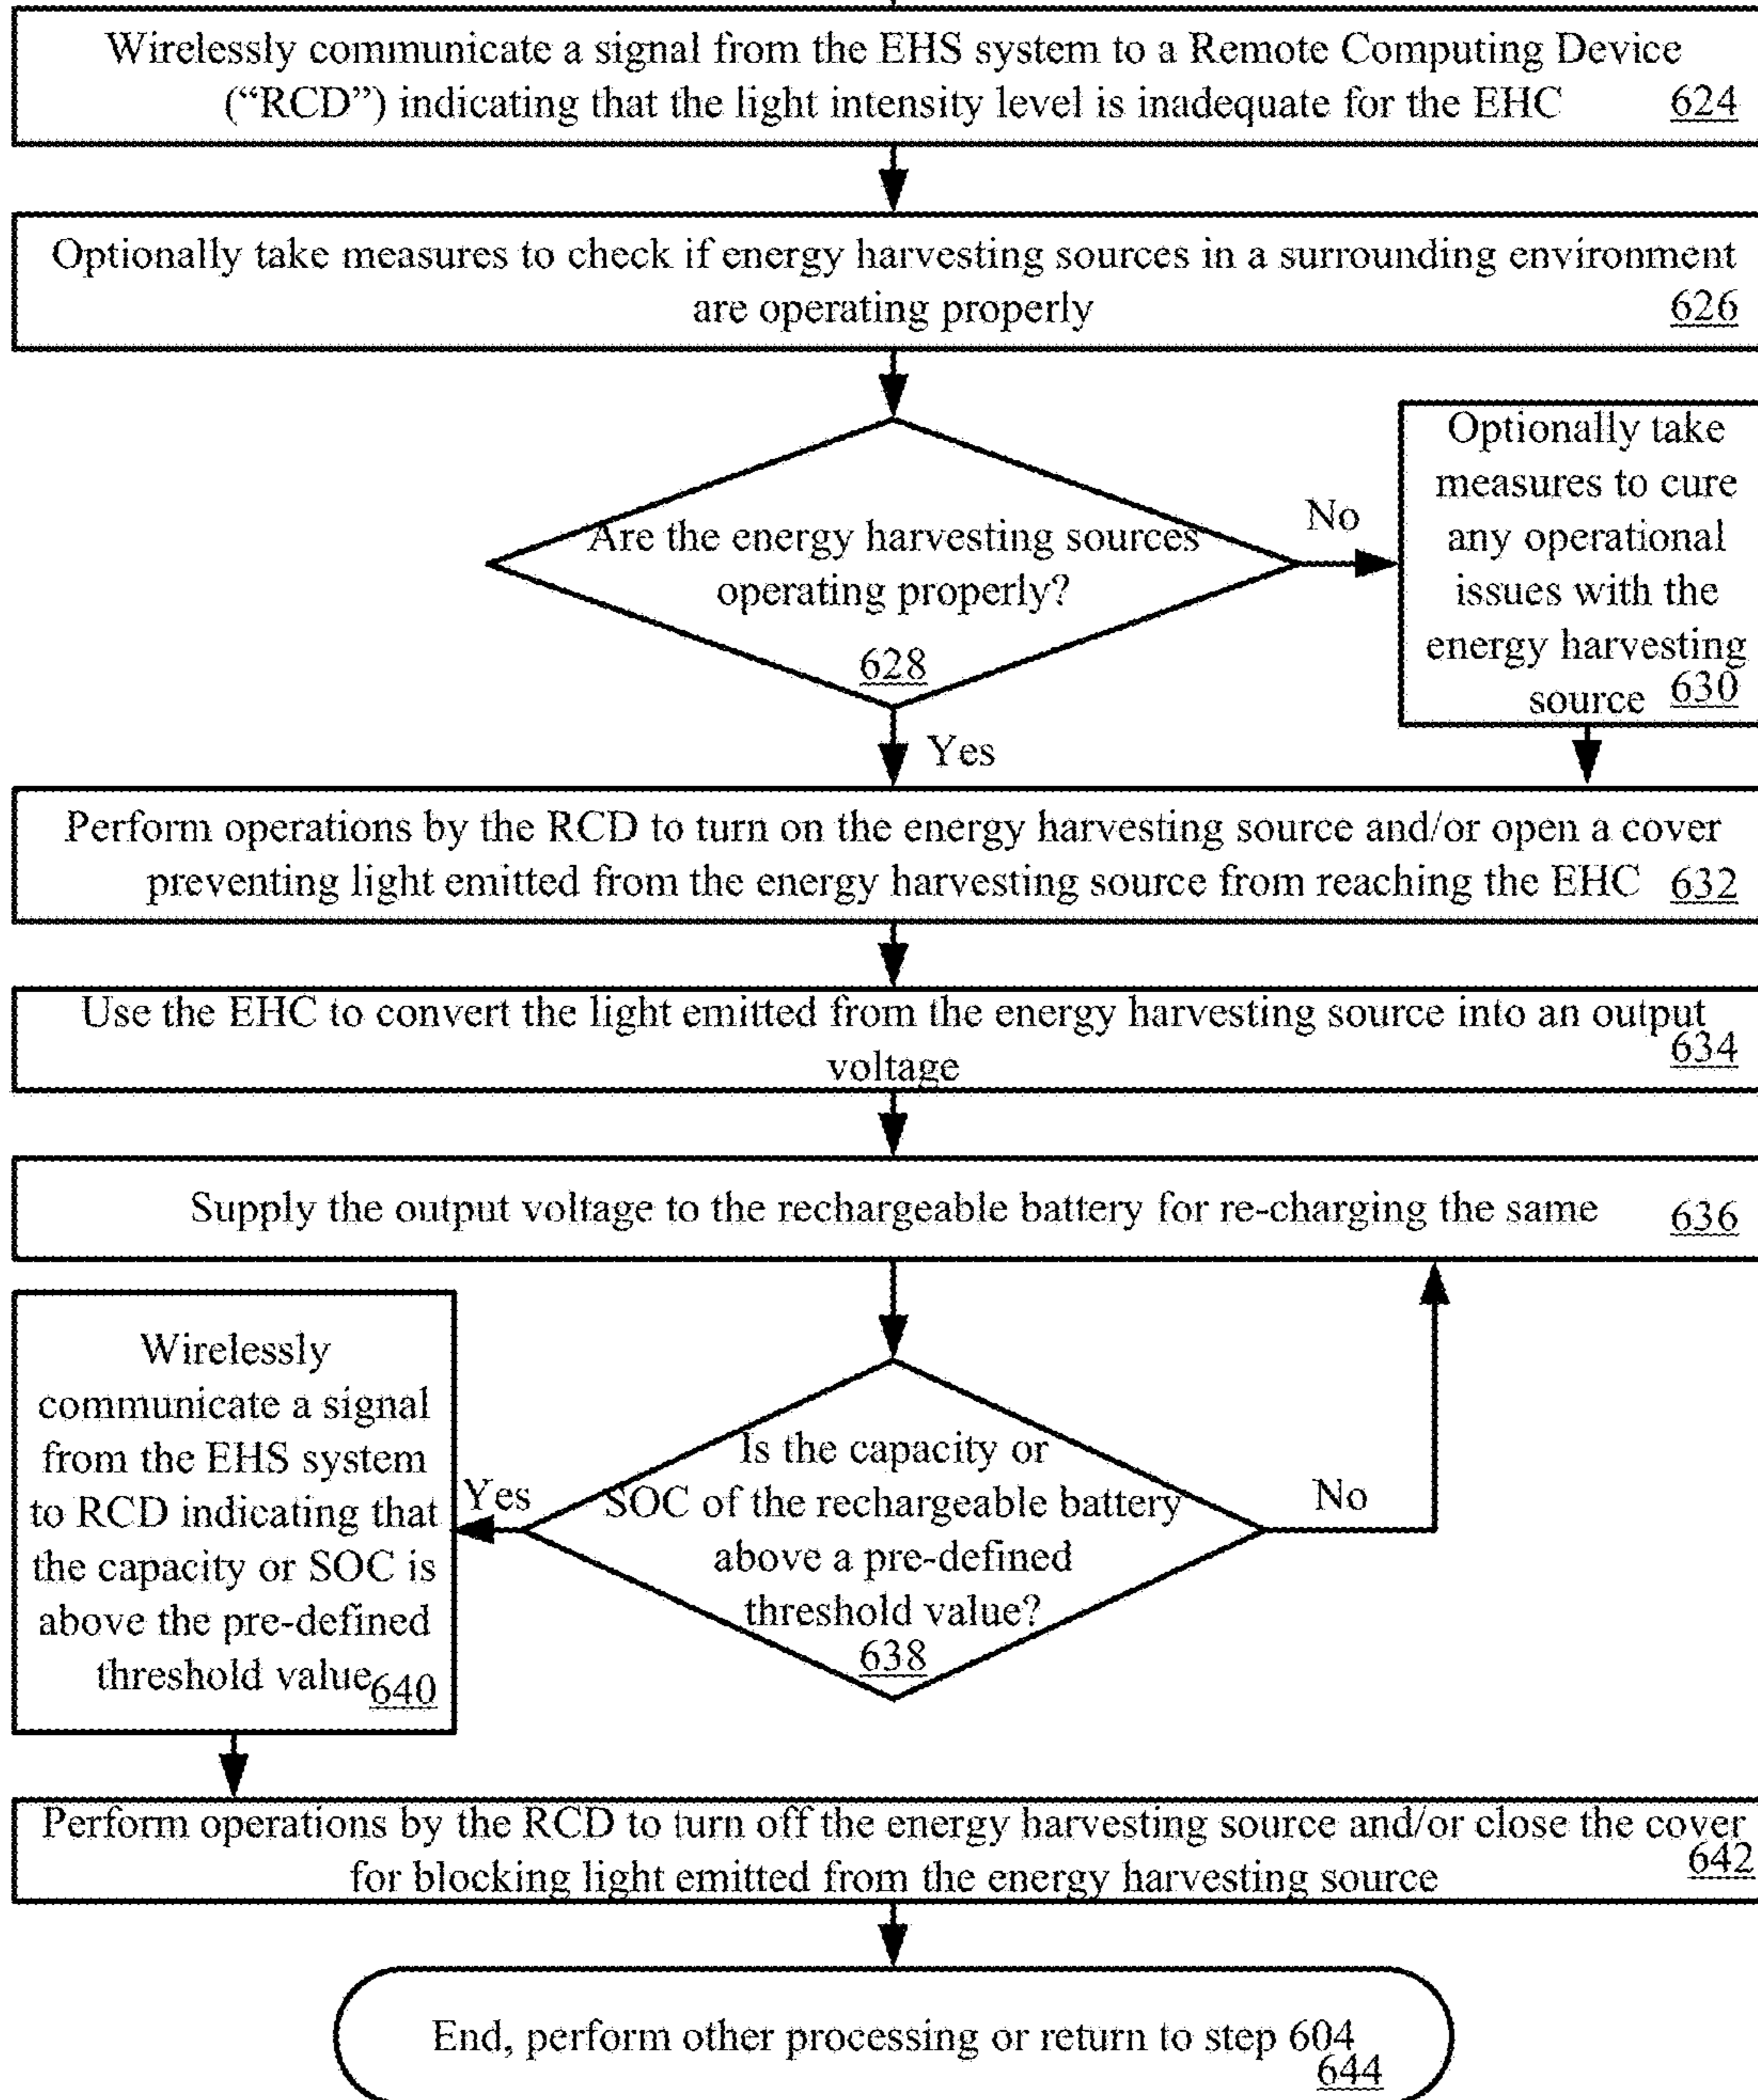 Wirelessly communicate a signal from the EHS system to a Remote Computing Device
(“RCD”) indicating that the light intensity level is inadequate for the EHC 624
Optionally take measures to check if energy harvesting sources in a surrounding environment
are operating properly 626
Are the energy harvesting sources
operating properly?
628
No
Optionally take
measures to cure
any operational
issues with the
energy harvesting
source 630
Yes
Perform operations by the RCD to turn on the energy harvesting source and/or open a cover
preventing light emitted from the energy harvesting source from reaching the EHC 632
Use the EHC to convert the light emitted from the energy harvesting source into an output
voltage 634
Supply the output voltage to the rechargeable battery for re-charging the same 636
Is the capacity or
SOC of the rechargeable battery
above a pre-defined
threshold value?
638
No
Yes
Wirelessly
communicate a signal
from the EHS system
to RCD indicating that
the capacity or SOC is
above the pre-defined
threshold value 640
Perform operations by the RCD to turn off the energy harvesting source and/or close the cover
for blocking light emitted from the energy harvesting source 642
End, perform other processing or return to step 604
644